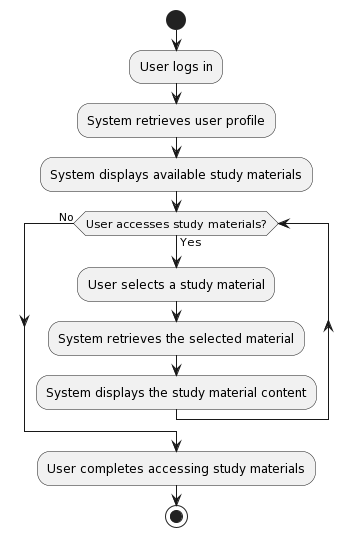 User logs in
System retrieves user profile
System displays available study materials
No
User accesses study materials?
Yes
User selects a study material
System retrieves the selected material
System displays the study material content
User completes accessing study materials